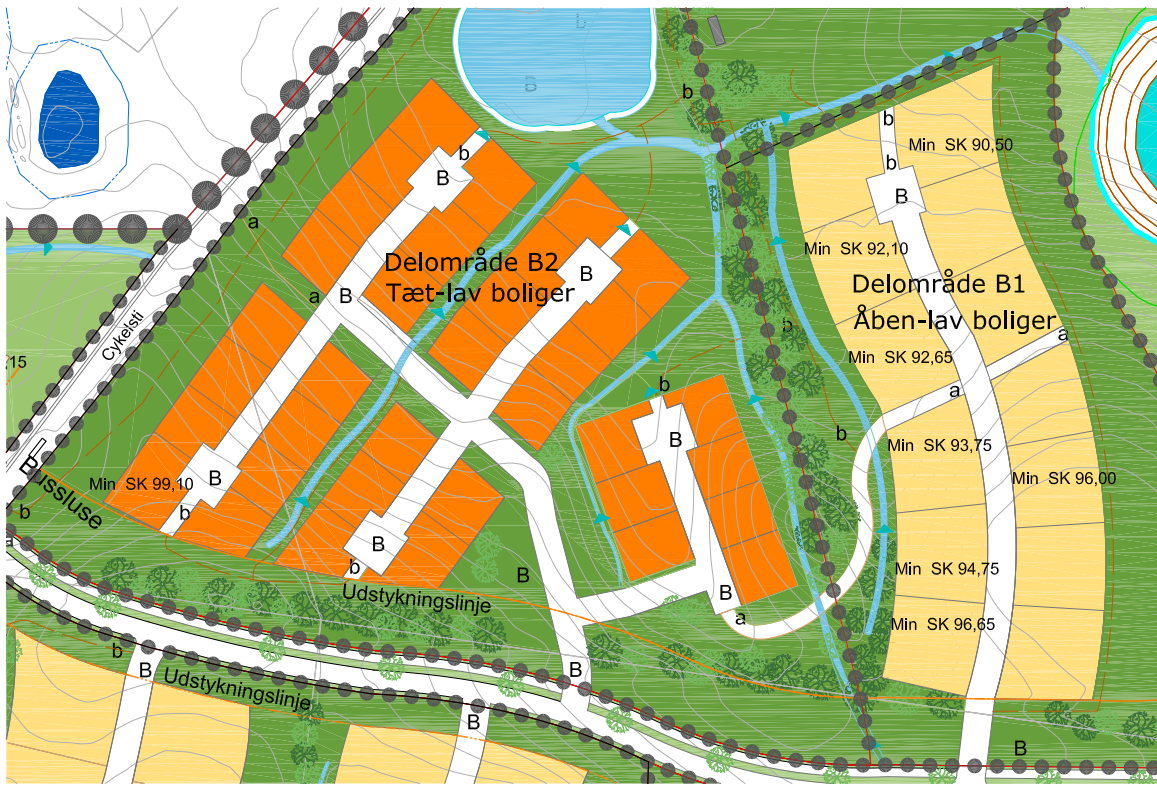 b
b
b
b
a
b
B
Min SK 90,50
b
B
Min SK 92,10
Delområde B2
Tæt-lav boliger
a
B
B
Delområde B1
Åben-lav boliger
b
Cykelsti
,15
Min SK 92,65
a
b
a
b
B
Min SK 93,75
B
Min SK 99,10
Min SK 96,00
Bussluse
b
b
a
B
b
B
Min SK 94,75
Udstykningslinje
B
a
Min SK 96,65
b
B
B
Udstykningslinje
B
B